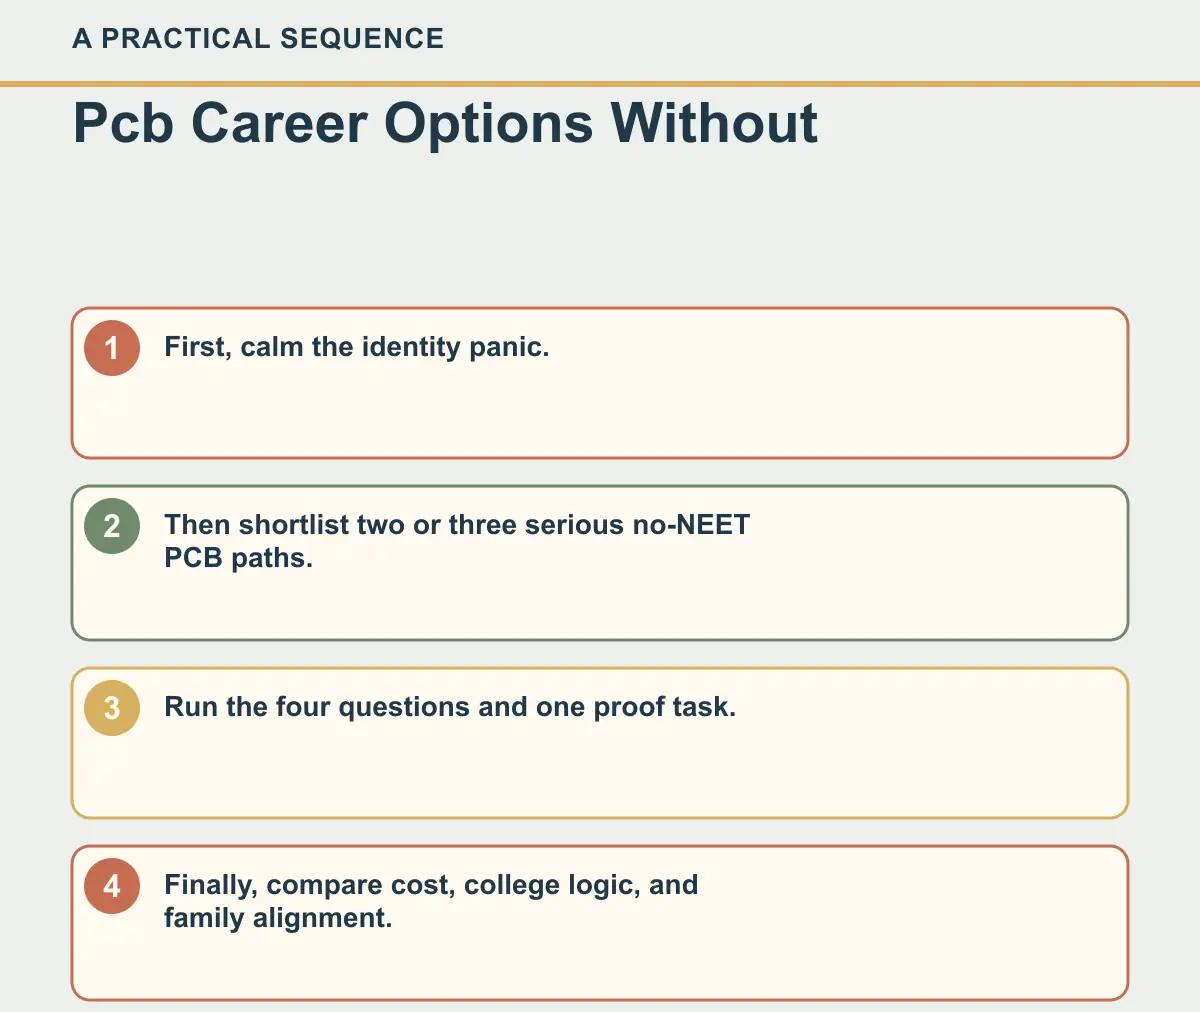 A PRACTICAL SEQUENCE
Pcb Career Options Without
1
First, calm the identity panic.
2
Then shortlist two or three serious no-NEET
PCB paths.
3
Run the four questions and one proof task.
4
Finally, compare cost, college logic, and
family alignment.